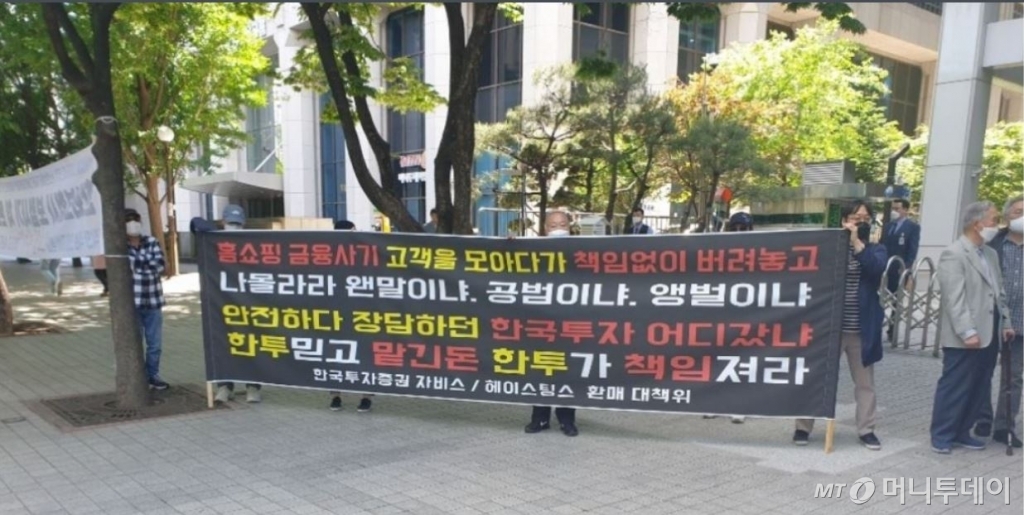 홈쇼핑 금융사기 고객을 모아다가 책임없이 버려놓고
나몰라라 왠말이냐. 공범이냐. 앵벌이냐
안전하다 장담하던 한국투자 어디갔냐
한투믿고 맡긴돈 한투가 책임져라
한국투자증권 자비스 / 헤이스팅스 환매 대책위
MT 머니투데이